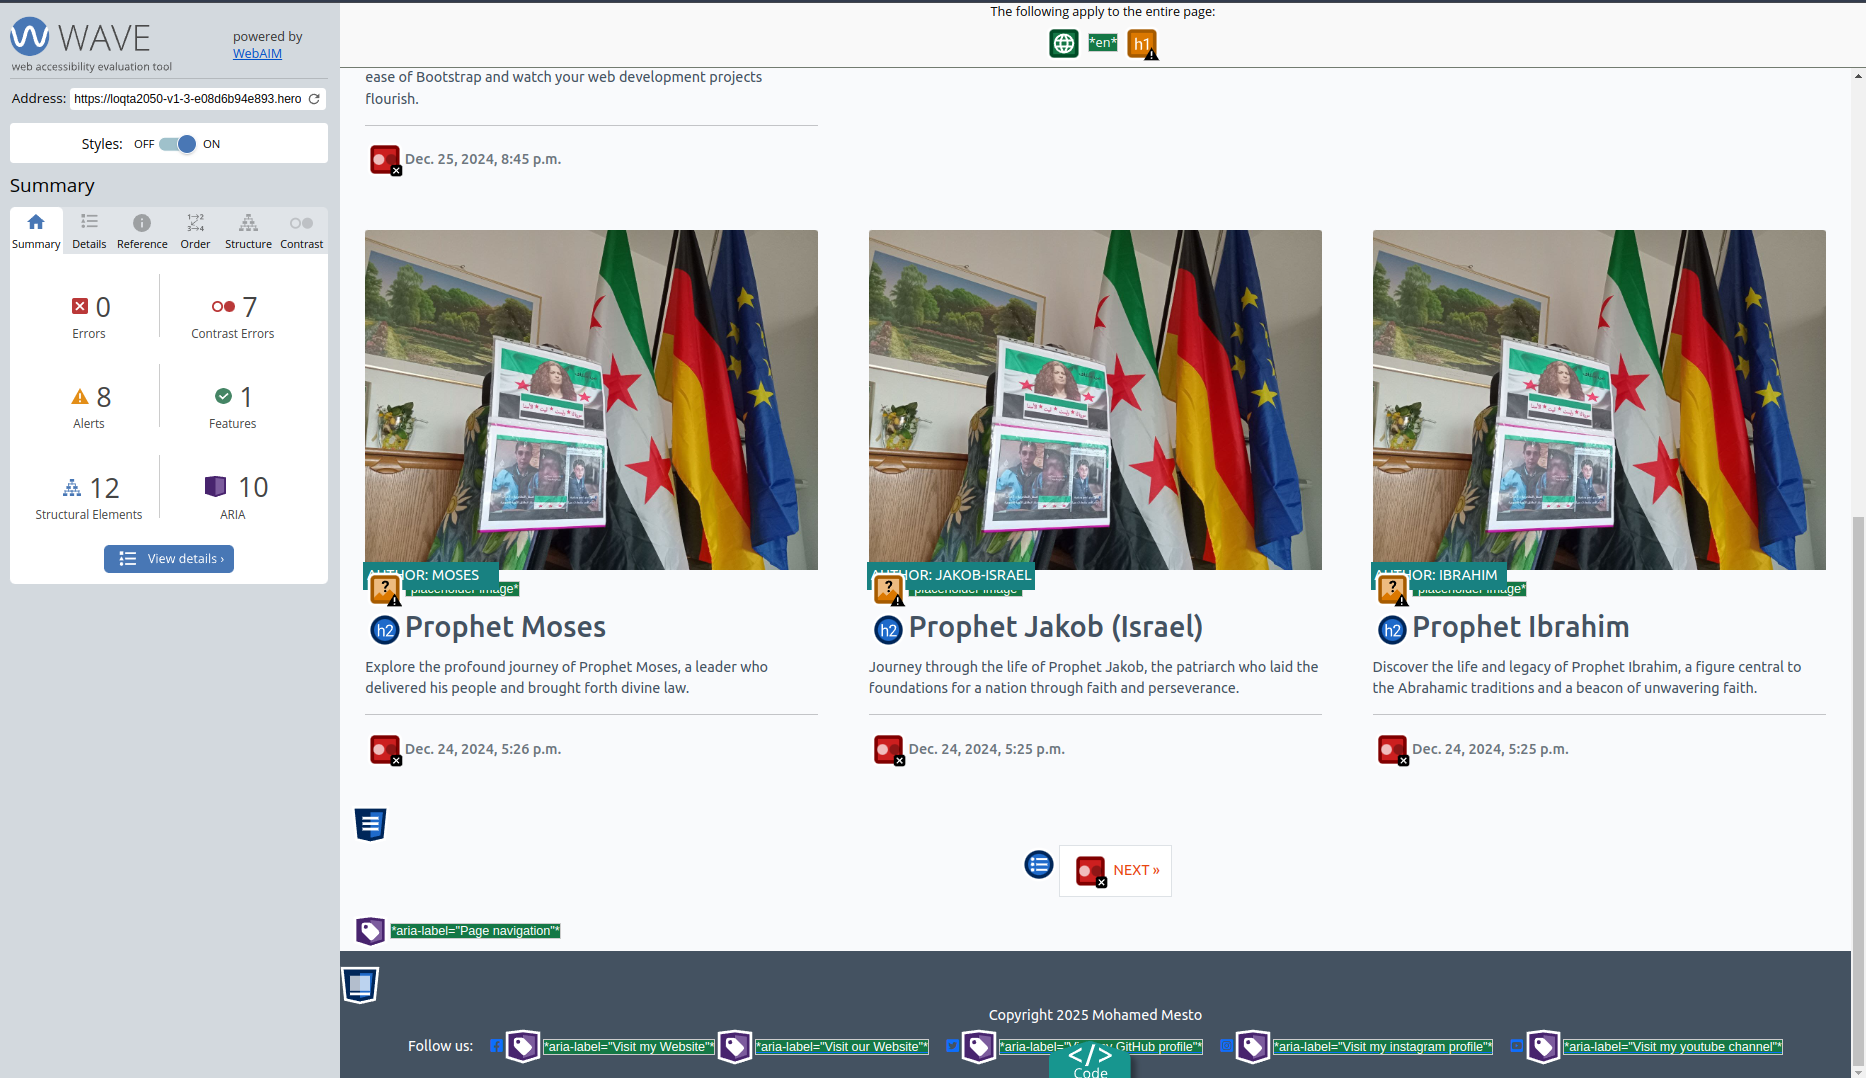 WAVE
web accessibility evaluation tool
powered by
WebAIM
Address: https://loqta2050-v1-3-e08d6b94e893.hero
Styles: OFF ON
Summary
Summary Details Reference Order Structure Contrast
0 Errors
7 Contrast Errors
8 Alerts
1 Features
12 Structural Elements
10 ARIA
View details ›
The following apply to the entire page:
*en* h1
ease of Bootstrap and watch your web development projects
flourish.
Dec. 25, 2024, 8:45 p.m.
AUTHOR: MOSES
placeholder image*
h2 Prophet Moses
Explore the profound journey of Prophet Moses, a leader who
delivered his people and brought forth divine law.
Dec. 24, 2024, 5:26 p.m.
AUTHOR: JAKOB-ISRAEL
placeholder image*
h2 Prophet Jakob (Israel)
Journey through the life of Prophet Jakob, the patriarch who laid the
foundations for a nation through faith and perseverance.
Dec. 24, 2024, 5:25 p.m.
AUTHOR: IBRAHIM
placeholder image*
h2 Prophet Ibrahim
Discover the life and legacy of Prophet Ibrahim, a figure central to
the Abrahamic traditions and a beacon of unwavering faith.
Dec. 24, 2024, 5:25 p.m.
NEXT »
*aria-label="Page navigation"*
Copyright 2025 Mohamed Mesto
Follow us: *aria-label="Visit my Website"* *aria-label="Visit our Website"* *aria-label="Visit my GitHub profile"* *aria-label="Visit my instagram profile"* *aria-label="Visit my youtube channel"*
</> Code